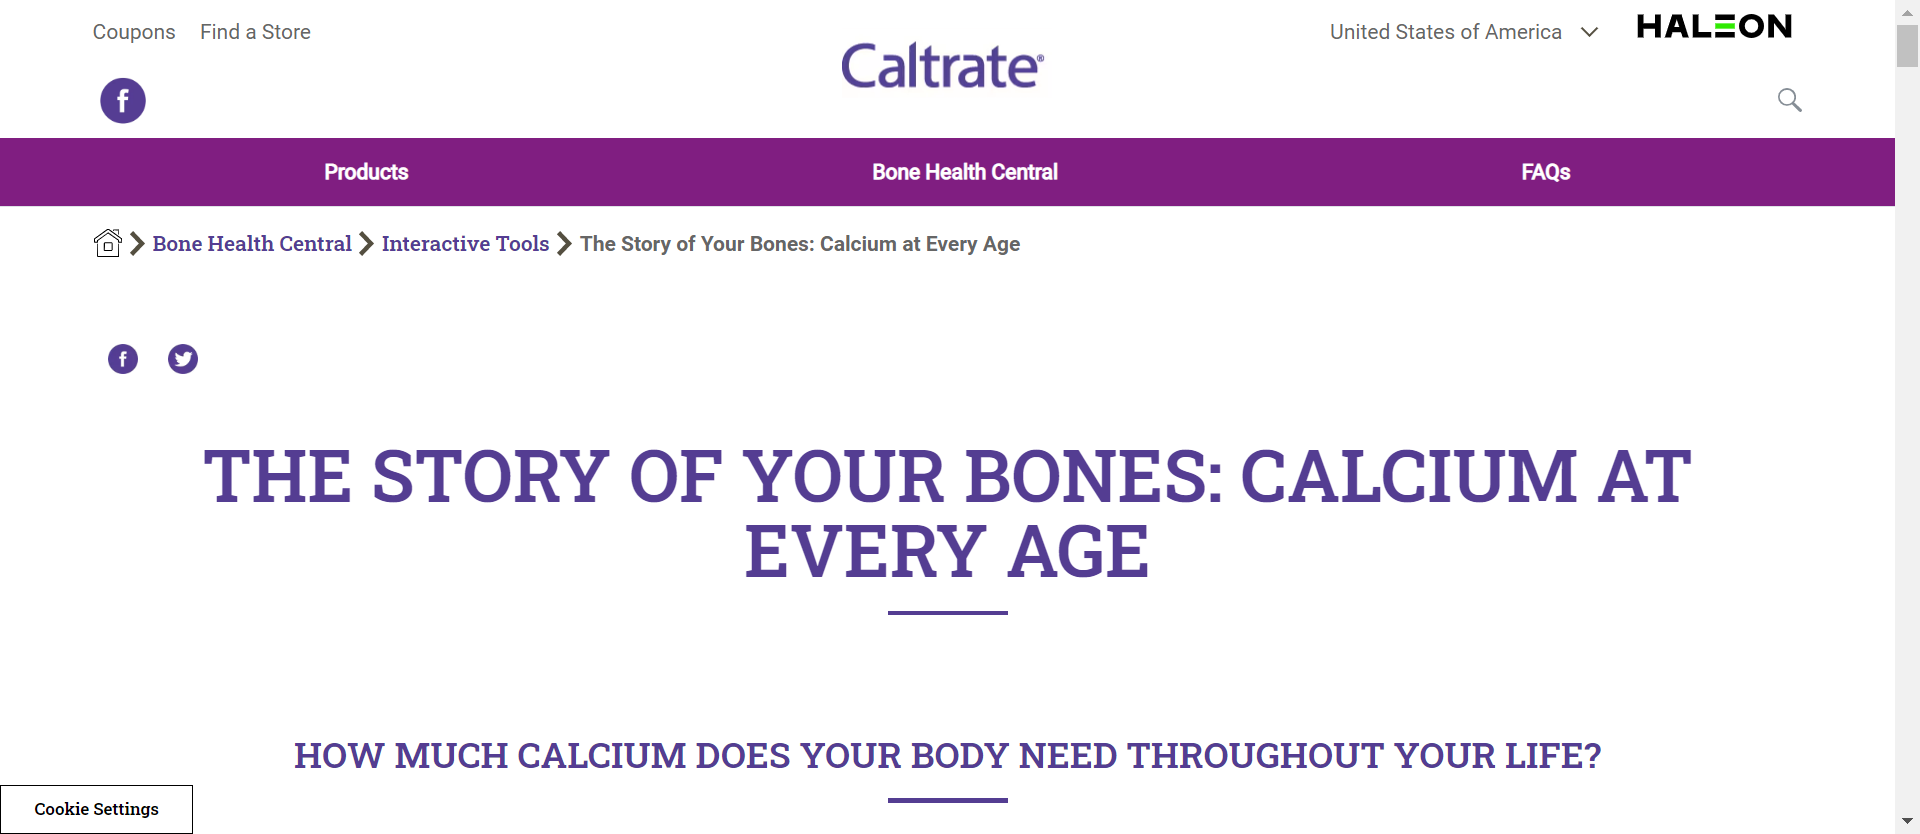 Coupons Find a Store
Caltrate®
United States of America
HALEON
Products Bone Health Central FAQs
Bone Health Central Interactive Tools The Story of Your Bones: Calcium at Every Age
THE STORY OF YOUR BONES: CALCIUM AT
EVERY AGE
HOW MUCH CALCIUM DOES YOUR BODY NEED THROUGHOUT YOUR LIFE?
Cookie Settings